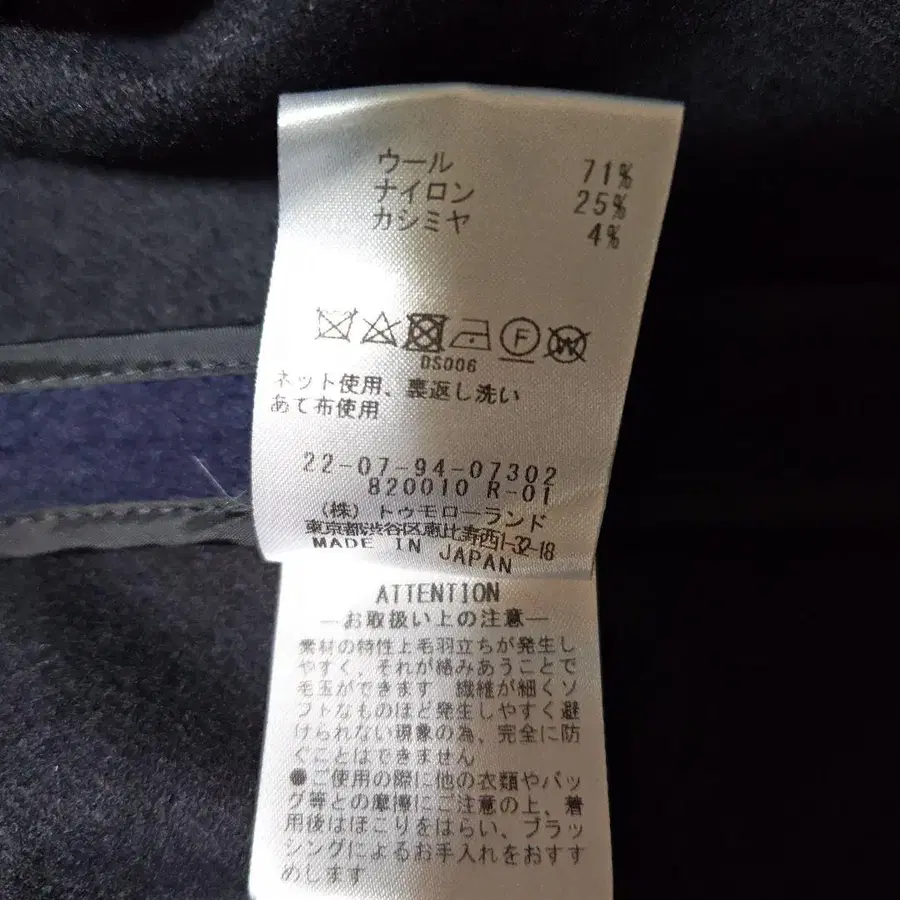 ウール 71%
ナイロン 25%
カシミヤ 4%
F
W
DS006
ネット使用、裏返し洗い
あて布使用
22-07-94-07302
820010 R-01
(株) トゥモローランド
東京都渋谷区恵比寿西1-32-18
MADE IN JAPAN
ATTENTION
―お取扱い上の注意―
素材の特性上毛羽立ちが発生し
やすく、それが絡みあうことで
毛玉ができます 繊維が細くソ
フトなものほど発生しやすく避
けられない現象の為、完全に防
ぐことはできません
●ご使用の際に他の衣類やバッ
グ等との摩擦にご注意の上、着
用後はほこりをはらい、ブラッ
シングによるお手入れをおすす
めします